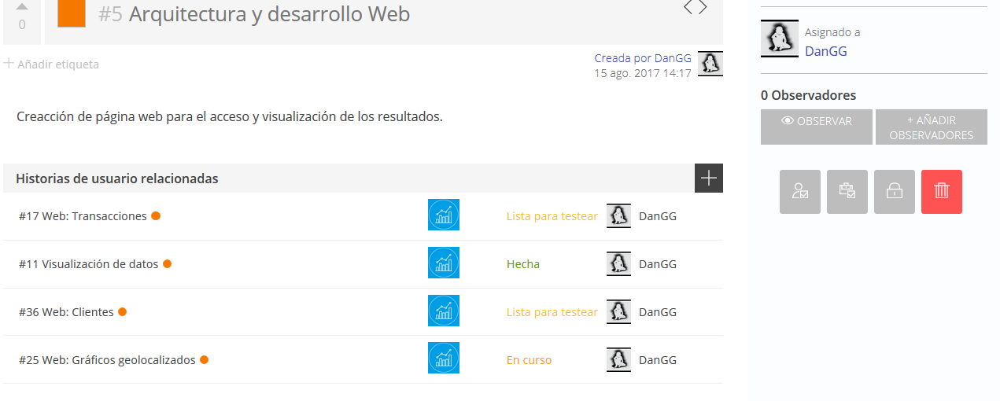 0
#5 Arquitectura y desarrollo Web
Añadir etiqueta
Creada por DanGG
15 ago. 2017 14:17
Creacción de página web para el acceso y visualización de los resultados.
Historias de usuario relacionadas
#17 Web: Transacciones Lista para testear DanGG
#11 Visualización de datos Hecha DanGG
#36 Web: Clientes Lista para testear DanGG
#25 Web: Gráficos geolocalizados En curso DanGG
Asignado a
DanGG
0 Observadores
OBSERVAR
+ AÑADIR
OBSERVADORES